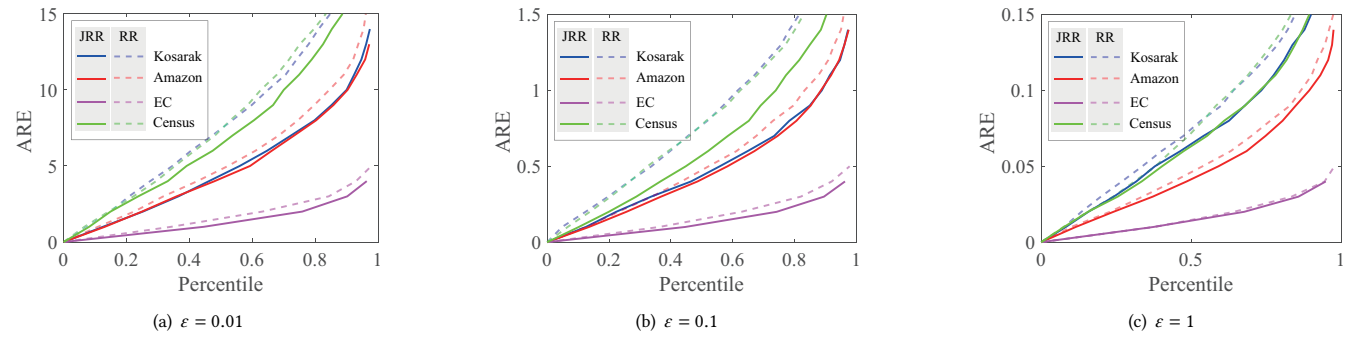 15
10
5
0
ARE
JRR RR
Kosarak
Amazon
EC
Census
0 0.2 0.4 0.6 0.8 1
Percentile
(a) ε = 0.01
1.5
1
0.5
0
ARE
JRR RR
Kosarak
Amazon
EC
Census
0 0.2 0.4 0.6 0.8 1
Percentile
(b) ε = 0.1
0.15
0.1
0.05
0
ARE
JRR RR
Kosarak
Amazon
EC
Census
0 0.5 1
Percentile
(c) ε = 1